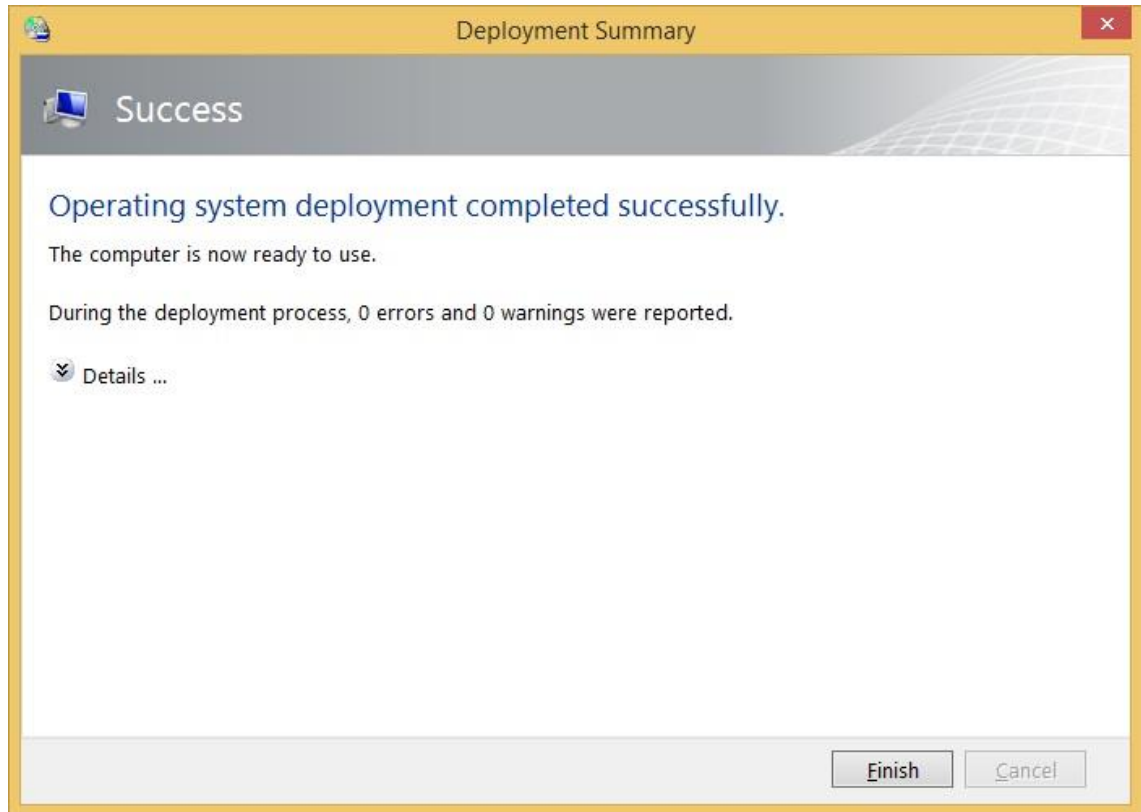 Deployment Summary
Success
Operating system deployment completed successfully.
The computer is now ready to use.
During the deployment process, 0 errors and 0 warnings were reported.
Details ...
Finish Cancel